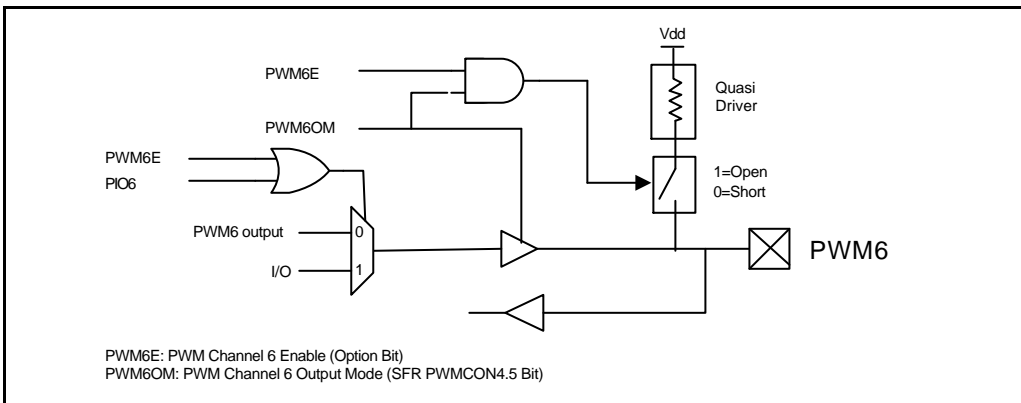 Vdd
PWM6E
Quasi
Driver
PWM6OM
PWM6E
PIO6
1=Open
0=Short
PWM6 output
0
I/O
1
PWM6
PWM6E: PWM Channel 6 Enable (Option Bit)
PWM6OM: PWM Channel 6 Output Mode (SFR PWMCON4.5 Bit)